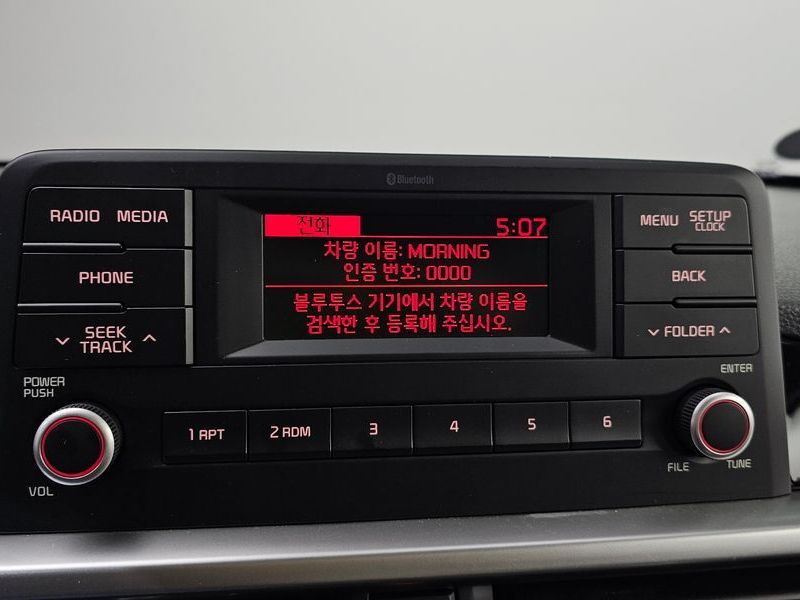 Bluetooth
RADIO MEDIA
PHONE
SEEK
TRACK
전화 5:07
차량 이름: MORNING
인증 번호: 0000
블루투스 기기에서 차량 이름을
검색한 후 등록해 주십시오.
MENU SETUP
CLOCK
BACK
FOLDER
POWER
PUSH
VOL
1 RPT
2 RDM
3
4
5
6
ENTER
FILE
TUNE